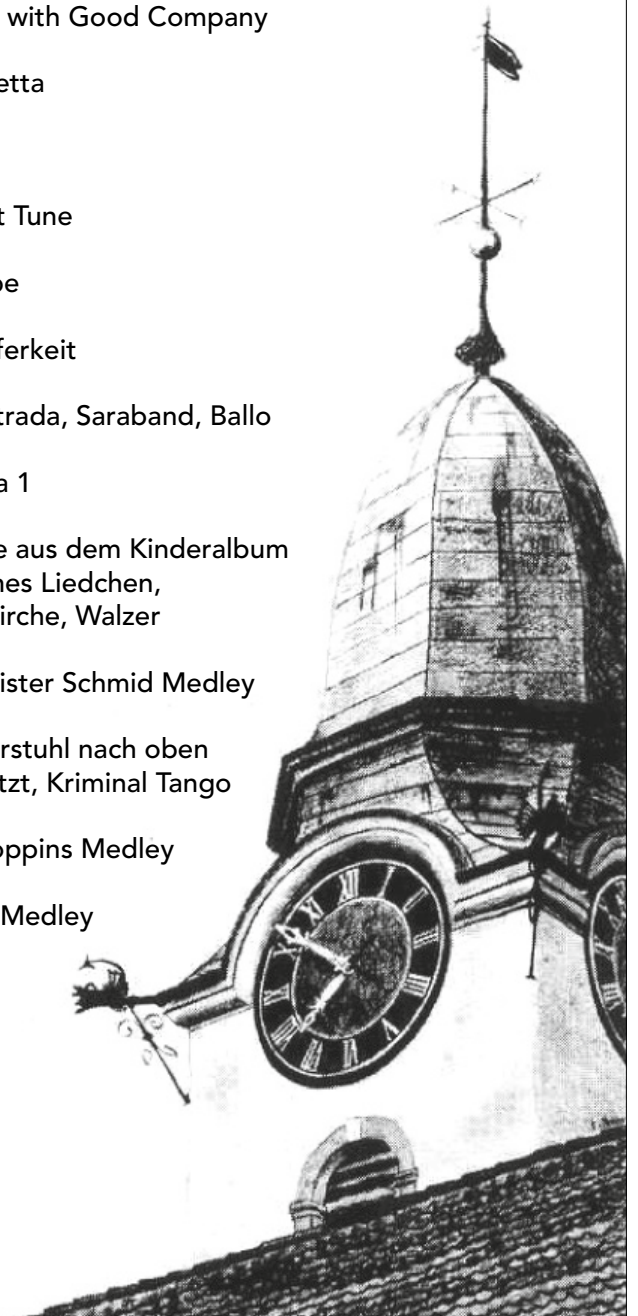 with Good Company
etta
t Tune
pe
ferkeit
trada, Saraband, Ballo
a 1
e aus dem Kinderalbum
nes Liedchen,
irche, Walzer
ister Schmid Medley
rstuhl nach oben
tzt, Kriminal Tango
oppins Medley
Medley